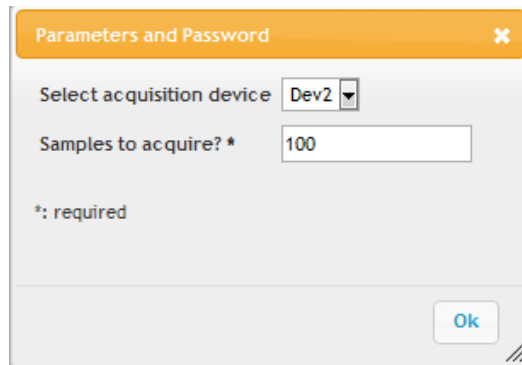 Parameters and Password
Select acquisition device Dev2
Samples to acquire? * 100
*: required
Ok